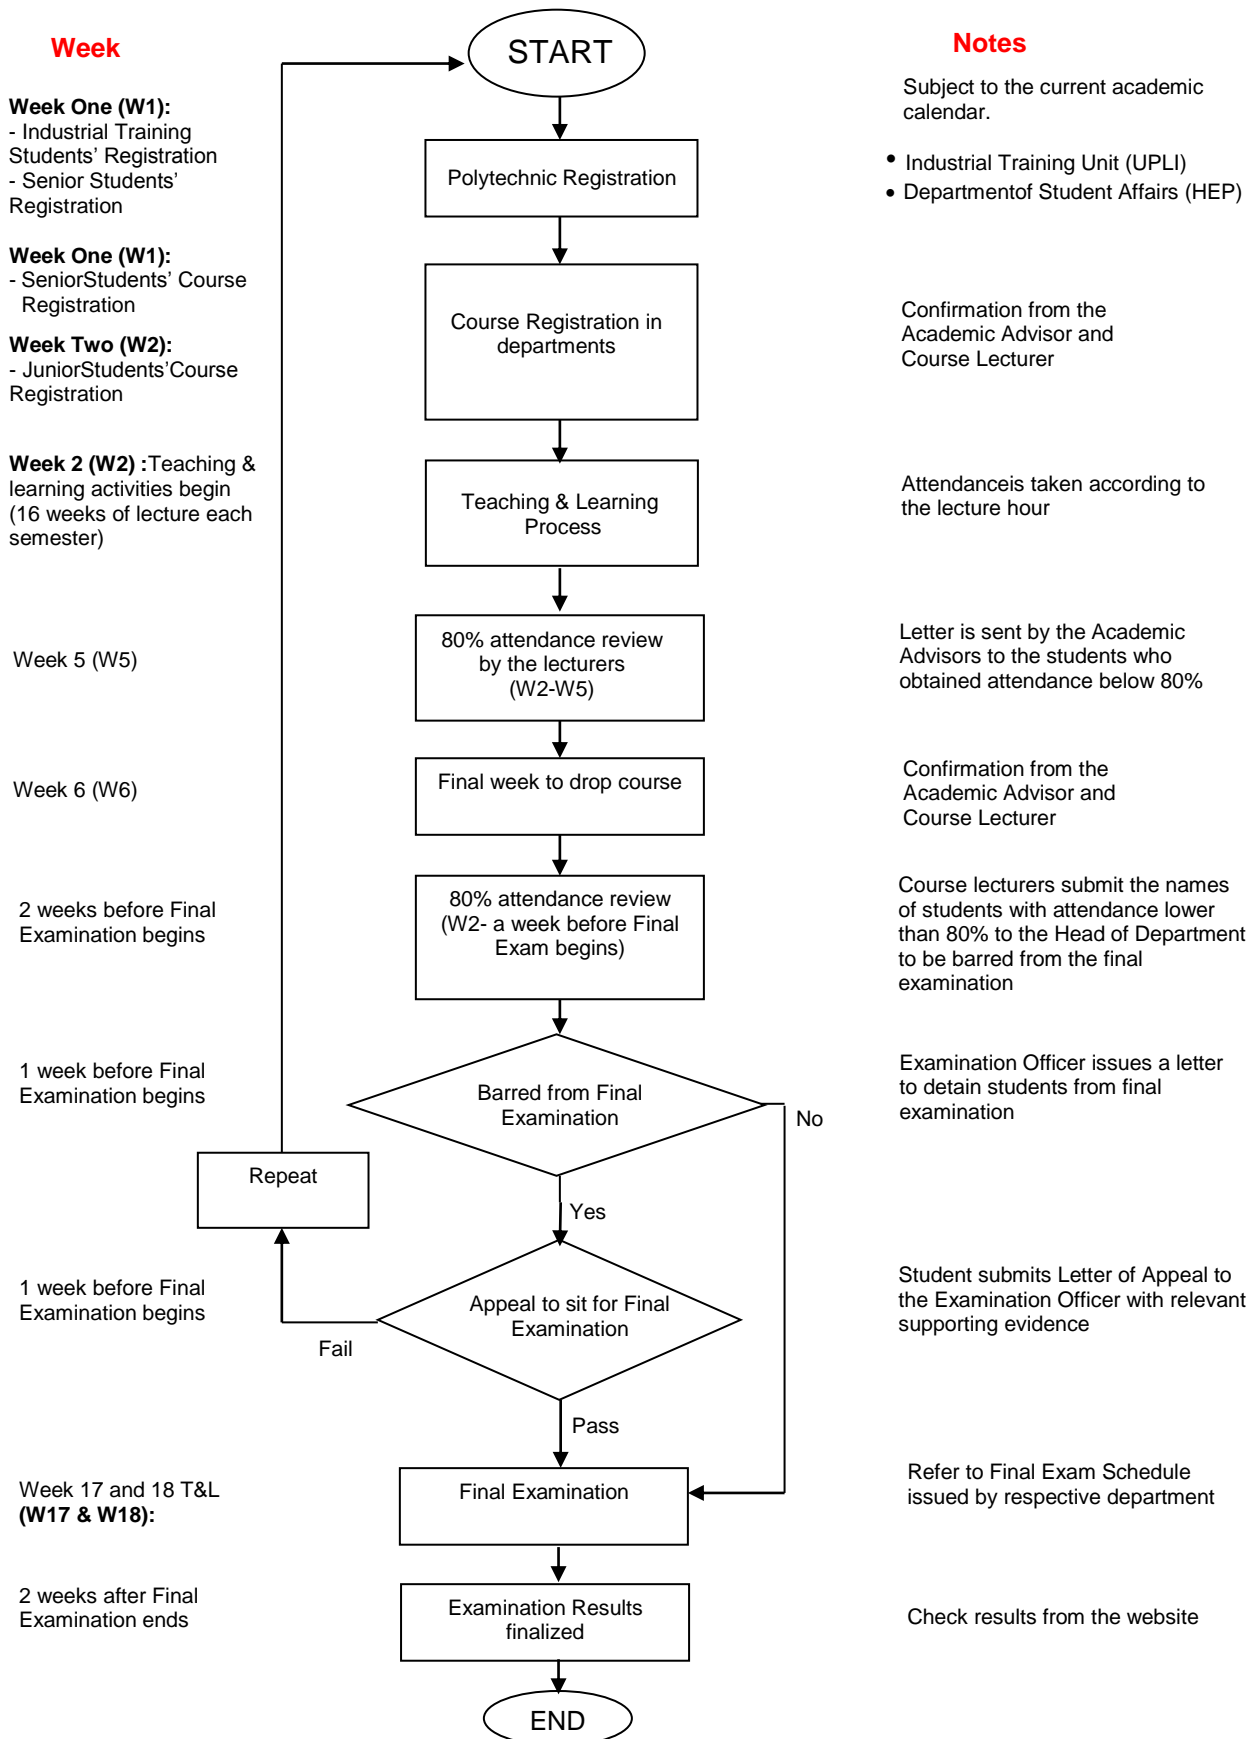 START
Week
Notes
Subject to the current academic
calendar.
Week One (W1):
- Industrial Training
Students’ Registration
- Senior Students’
Registration
Polytechnic Registration
• Industrial Training Unit (UPLI)
• Departmentof Student Affairs (HEP)
Week One (W1):
- SeniorStudents’ Course
Registration
Week Two (W2):
- JuniorStudents’Course
Registration
Course Registration in
departments
Confirmation from the
Academic Advisor and
Course Lecturer
Week 2 (W2) :Teaching &
learning activities begin
(16 weeks of lecture each
semester)
Teaching & Learning
Process
Attendanceis taken according to
the lecture hour
Week 5 (W5)
80% attendance review
by the lecturers
(W2-W5)
Letter is sent by the Academic
Advisors to the students who
obtained attendance below 80%
Week 6 (W6)
Final week to drop course
Confirmation from the
Academic Advisor and
Course Lecturer
2 weeks before Final
Examination begins
80% attendance review
(W2- a week before Final
Exam begins)
Course lecturers submit the names
of students with attendance lower
than 80% to the Head of Department
to be barred from the final
examination
1 week before Final
Examination begins
Barred from Final
Examination
No
Examination Officer issues a letter
to detain students from final
examination
Repeat
Yes
1 week before Final
Examination begins
Appeal to sit for Final
Examination
Fail
Student submits Letter of Appeal to
the Examination Officer with relevant
supporting evidence
Pass
Week 17 and 18 T&L
(W17 & W18):
Final Examination
Refer to Final Exam Schedule
issued by respective department
2 weeks after Final
Examination ends
Examination Results
finalized
Check results from the website
END